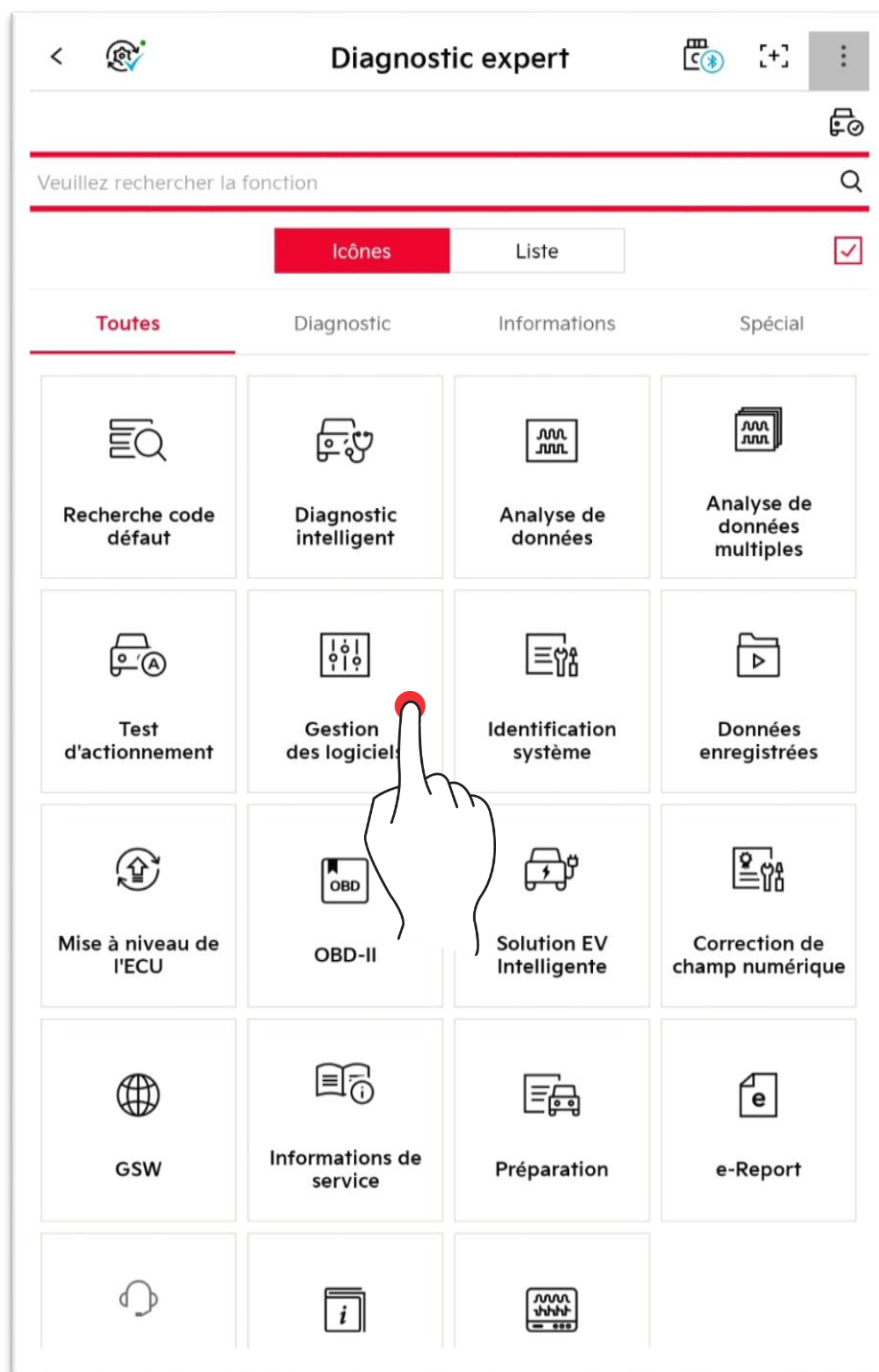 Diagnostic expert
Veuillez rechercher la fonction
Icônes
Liste
Toutes
Diagnostic
Informations
Spécial
Recherche code
défaut
Diagnostic
intelligent
Analyse de
données
Analyse de
données
multiples
Test
d'actionnement
Gestion
des logiciels
Identification
système
Données
enregistrées
Mise à niveau de
l'ECU
OBD
OBD-II
Solution EV
Intelligente
Correction de
champ numérique
GSW
Informations de
service
Préparation
e
e-Report